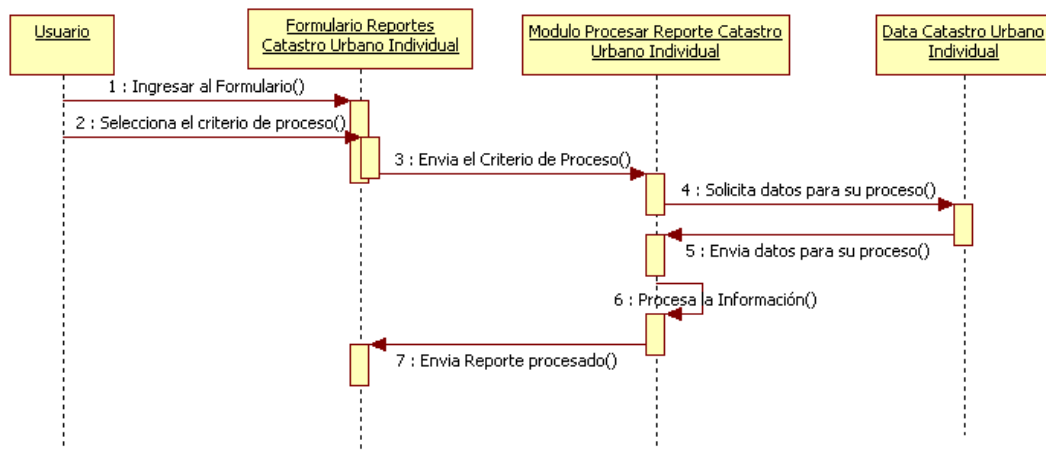 Usuario
Formulario Reportes
Catastro Urbano Individual
Modulo Procesar Reporte Catastro
Urbano Individual
Data Catastro Urbano
Individual
1 : Ingresar al Formulario()
2 : Selecciona el criterio de proceso()
3 : Envia el Criterio de Proceso()
4 : Solicita datos para su proceso()
5 : Envia datos para su proceso()
6 : Procesa la Información()
7 : Envia Reporte procesado()